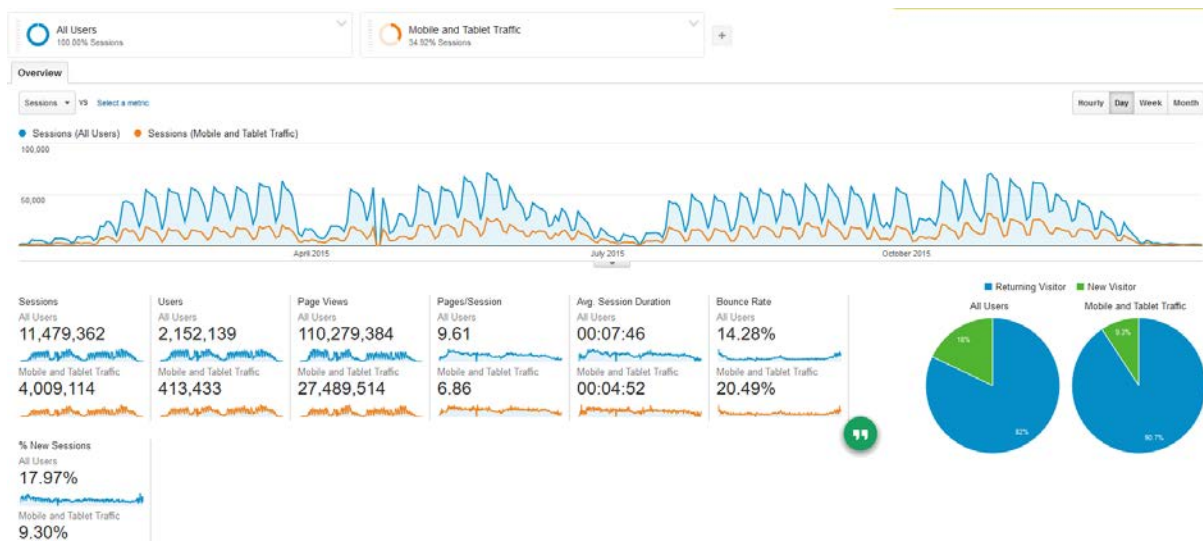 All Users
100.00% Sessions
Mobile and Tablet Traffic
34.92% Sessions
+
Overview
Sessions VS Select a metric
Hourly Day Week Month
Sessions (All Users) Sessions (Mobile and Tablet Traffic)
100,000
50,000
April 2015 July 2015 October 2015
Sessions
All Users
11,479,362
Mobile and Tablet Traffic
4,009,114
Users
All Users
2,152,139
Mobile and Tablet Traffic
413,433
Page Views
All Users
110,279,384
Mobile and Tablet Traffic
27,489,514
Pages/Session
All Users
9.61
Mobile and Tablet Traffic
6.86
Avg. Session Duration
All Users
00:07:46
Mobile and Tablet Traffic
00:04:52
Bounce Rate
All Users
14.28%
Mobile and Tablet Traffic
20.49%
% New Sessions
All Users
17.97%
Mobile and Tablet Traffic
9.30%
Returning Visitor New Visitor
All Users
18%
82%
Mobile and Tablet Traffic
9.3%
90.7%